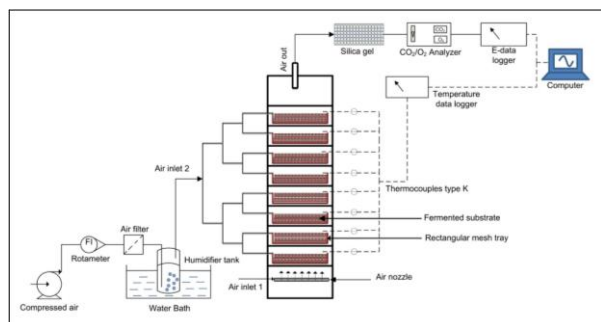 Air out
Silica gel
CO₂
O₂
CO₂/O₂ Analyzer
E-data
logger
Computer
Temperature
data logger
Air inlet 2
Thermocouples type K
Fermented substrate
Rectangular mesh tray
Air filter
FI
Rotameter
Humidifier tank
Air inlet 1
Air nozzle
Compressed air
Water Bath